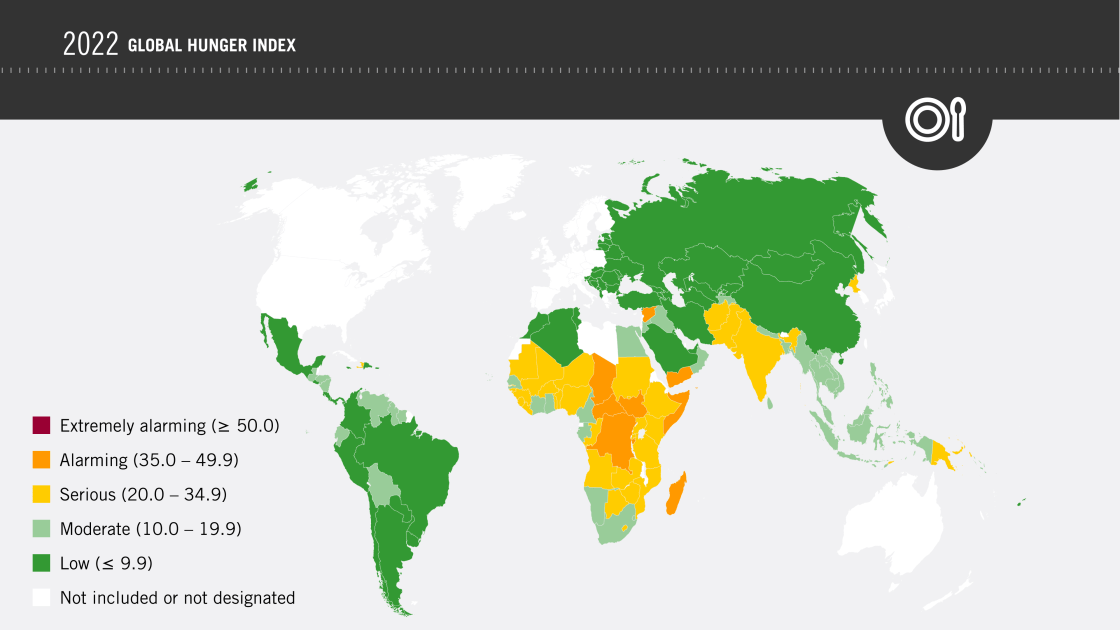 2022 GLOBAL HUNGER INDEX
Extremely alarming (≥ 50.0)
Alarming (35.0 – 49.9)
Serious (20.0 – 34.9)
Moderate (10.0 – 19.9)
Low (≤ 9.9)
Not included or not designated